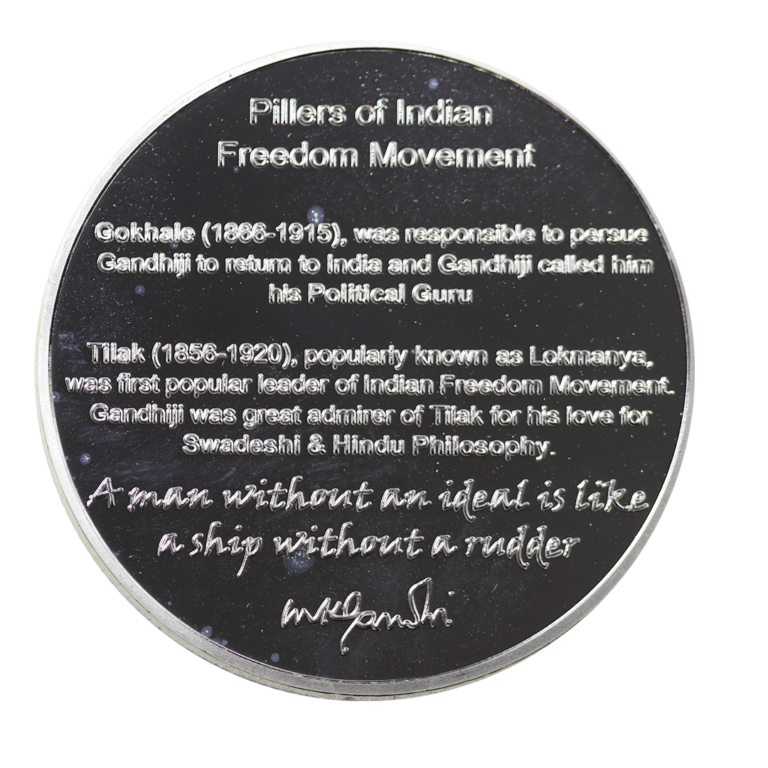 Pillers of Indian
Freedom Movement
Gokhale (1866-1915), was responsible to persue
Gandhiji to return to India and Gandhiji called him
his Political Guru
Tilak (1856-1920), popularly known as Lokmanya,
was first popular leader of Indian Freedom Movement.
Gandhiji was great admirer of Tilak for his love for
Swadeshi & Hindu Philosophy.
A man without an ideal is like
a ship without a rudder
MKGandhi